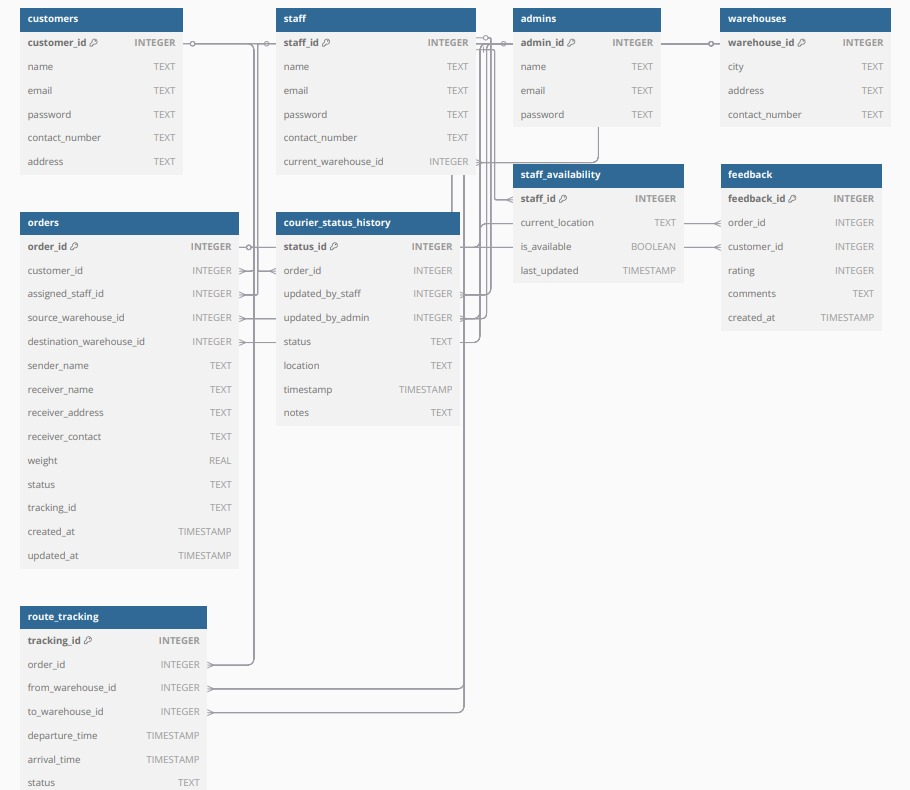 customers
customer_id INTEGER
name TEXT
email TEXT
password TEXT
contact_number TEXT
address TEXT
staff
staff_id INTEGER
name TEXT
email TEXT
password TEXT
contact_number TEXT
current_warehouse_id INTEGER
admins
admin_id INTEGER
name TEXT
email TEXT
password TEXT
warehouses
warehouse_id INTEGER
city TEXT
address TEXT
contact_number TEXT
staff_availability
staff_id INTEGER
current_location TEXT
is_available BOOLEAN
last_updated TIMESTAMP
feedback
feedback_id INTEGER
order_id INTEGER
customer_id INTEGER
rating INTEGER
comments TEXT
created_at TIMESTAMP
orders
order_id INTEGER
customer_id INTEGER
assigned_staff_id INTEGER
source_warehouse_id INTEGER
destination_warehouse_id INTEGER
sender_name TEXT
receiver_name TEXT
receiver_address TEXT
receiver_contact TEXT
weight REAL
status TEXT
tracking_id TEXT
created_at TIMESTAMP
updated_at TIMESTAMP
courier_status_history
status_id INTEGER
order_id INTEGER
updated_by_staff INTEGER
updated_by_admin INTEGER
status TEXT
location TEXT
timestamp TIMESTAMP
notes TEXT
route_tracking
tracking_id INTEGER
order_id INTEGER
from_warehouse_id INTEGER
to_warehouse_id INTEGER
departure_time TIMESTAMP
arrival_time TIMESTAMP
status TEXT